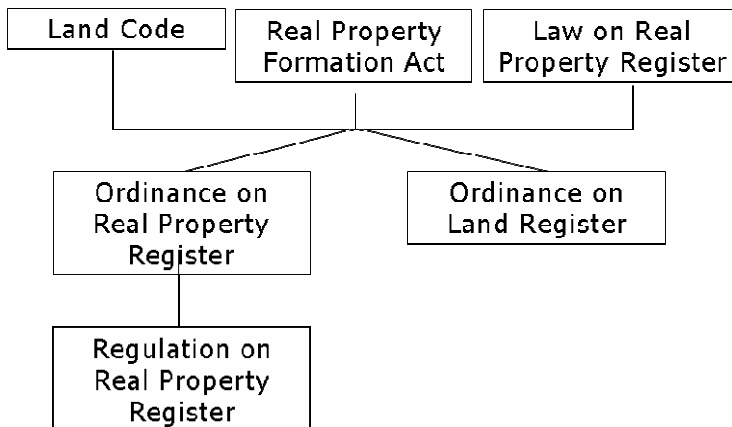 Land Code
Real Property
Formation Act
Law on Real
Property Register
Ordinance on
Real Property
Register
Ordinance on
Land Register
Regulation on
Real Property
Register